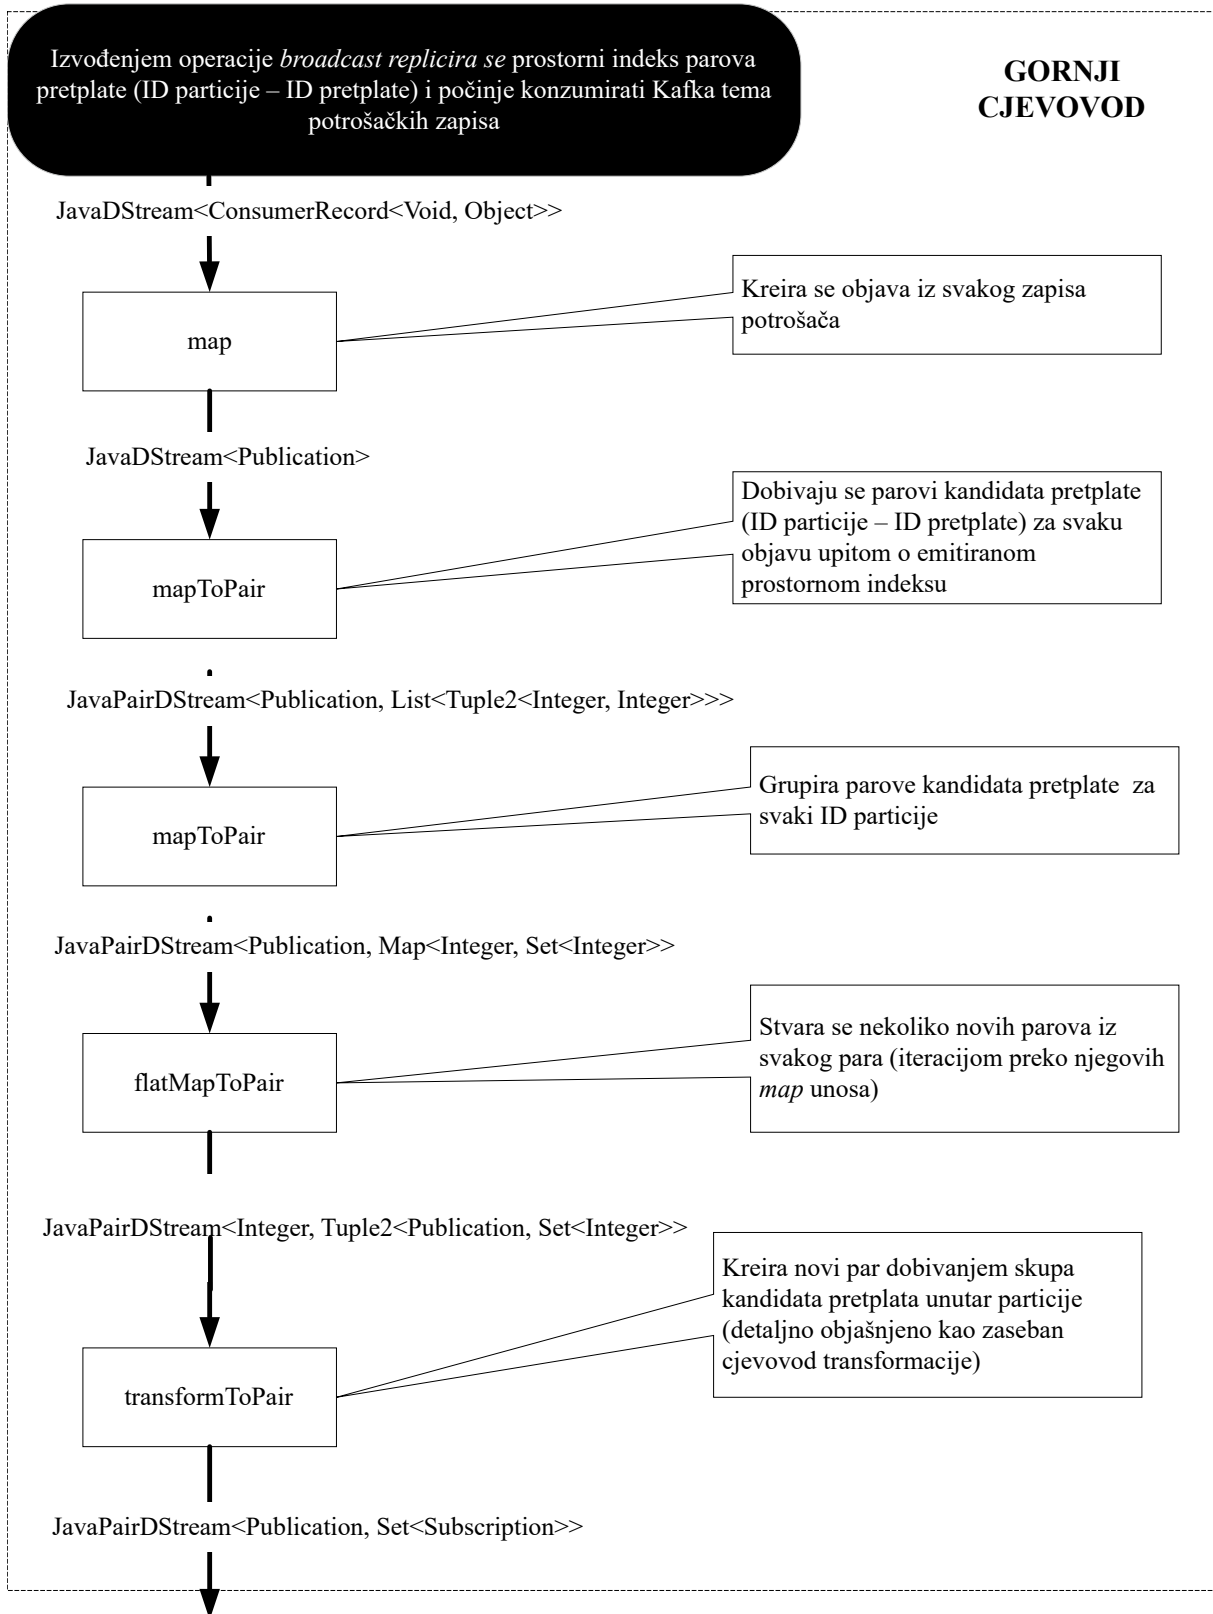 Izvođenjem operacije broadcast replicira se prostorni indeks parova
pretplate (ID particije – ID pretplate) i počinje konzumirati Kafka tema
potrošačkih zapisa
GORNJI
CJEVOVOD
JavaDStream<ConsumerRecord<Void, Object>>
map
Kreira se objava iz svakog zapisa
potrošača
JavaDStream<Publication>
mapToPair
Dobivaju se parovi kandidata pretplate
(ID particije – ID pretplate) za svaku
objavu upitom o emitiranom
prostornom indeksu
JavaPairDStream<Publication, List<Tuple2<Integer, Integer>>>
mapToPair
Grupira parove kandidata pretplate  za
svaki ID particije
JavaPairDStream<Publication, Map<Integer, Set<Integer>>
flatMapToPair
Stvara se nekoliko novih parova iz
svakog para (iteracijom preko njegovih
map unosa)
JavaPairDStream<Integer, Tuple2<Publication, Set<Integer>>
transformToPair
Kreira novi par dobivanjem skupa
kandidata pretplata unutar particije
(detaljno objašnjeno kao zaseban
cjevovod transformacije)
JavaPairDStream<Publication, Set<Subscription>>